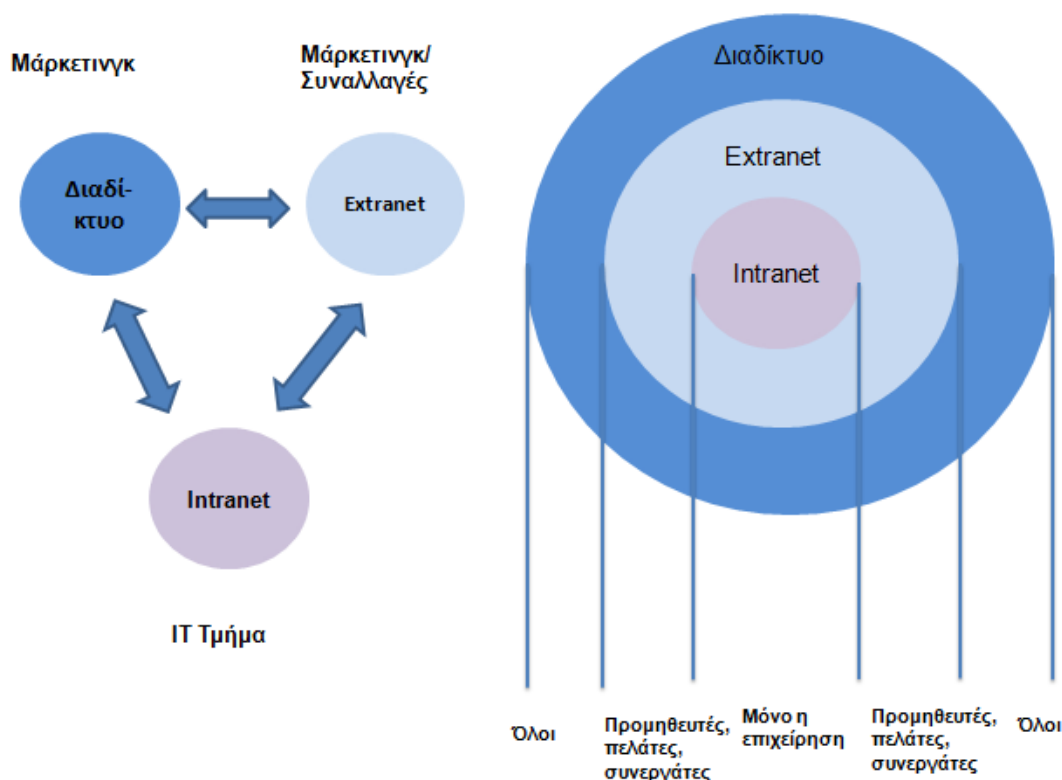 Μάρκετινγκ
Μάρκετινγκ/
Συναλλαγές
Διαδί-
κτυο
Extranet
Intranet
IT Τμήμα
Διαδίκτυο
Extranet
Intranet
Όλοι
Προμηθευτές,
πελάτες,
συνεργάτες
Μόνο η
επιχείρηση
Προμηθευτές,
πελάτες,
συνεργάτες
Όλοι